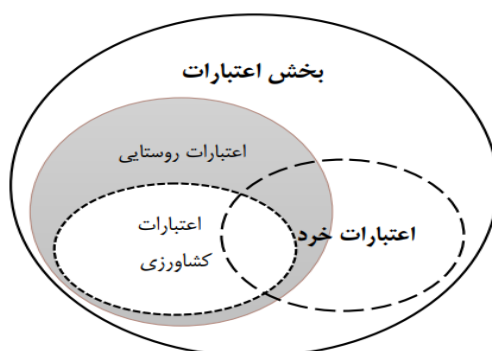 بخش اعتبارات
اعتبارات روستایی
اعتبارات
کشاورزی
اعتبارات خرد